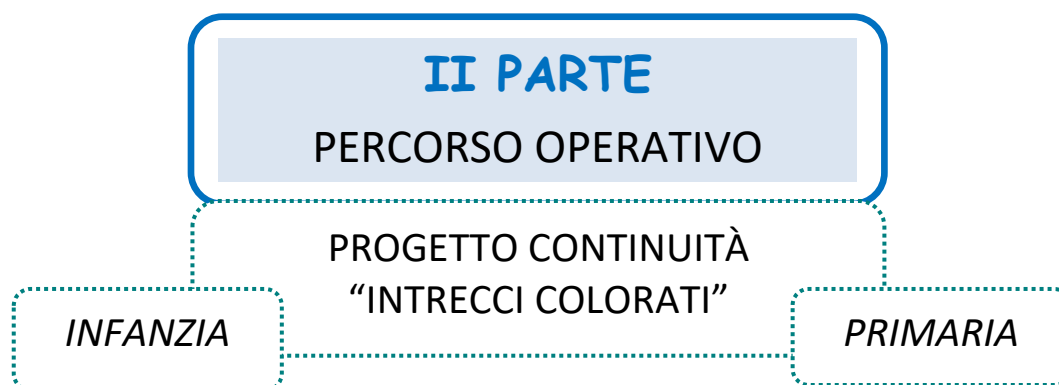 II PARTE
PERCORSO OPERATIVO
PROGETTO CONTINUITÀ
“INTRECCI COLORATI”
INFANZIA
PRIMARIA